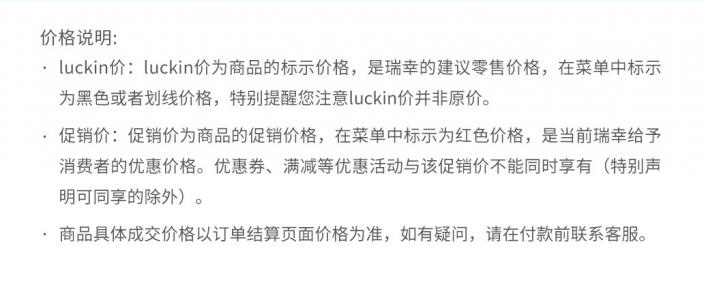 价格说明:
· luckin价：luckin价为商品的标示价格，是瑞幸的建议零售价格，在菜单中标示
为黑色或者划线价格，特别提醒您注意luckin价并非原价。
· 促销价：促销价为商品的促销价格，在菜单中标示为红色价格，是当前瑞幸给予
消费者的优惠价格。优惠券、满减等优惠活动与该促销价不能同时享有（特别声
明可同享的除外）。
· 商品具体成交价格以订单结算页面价格为准，如有疑问，请在付款前联系客服。